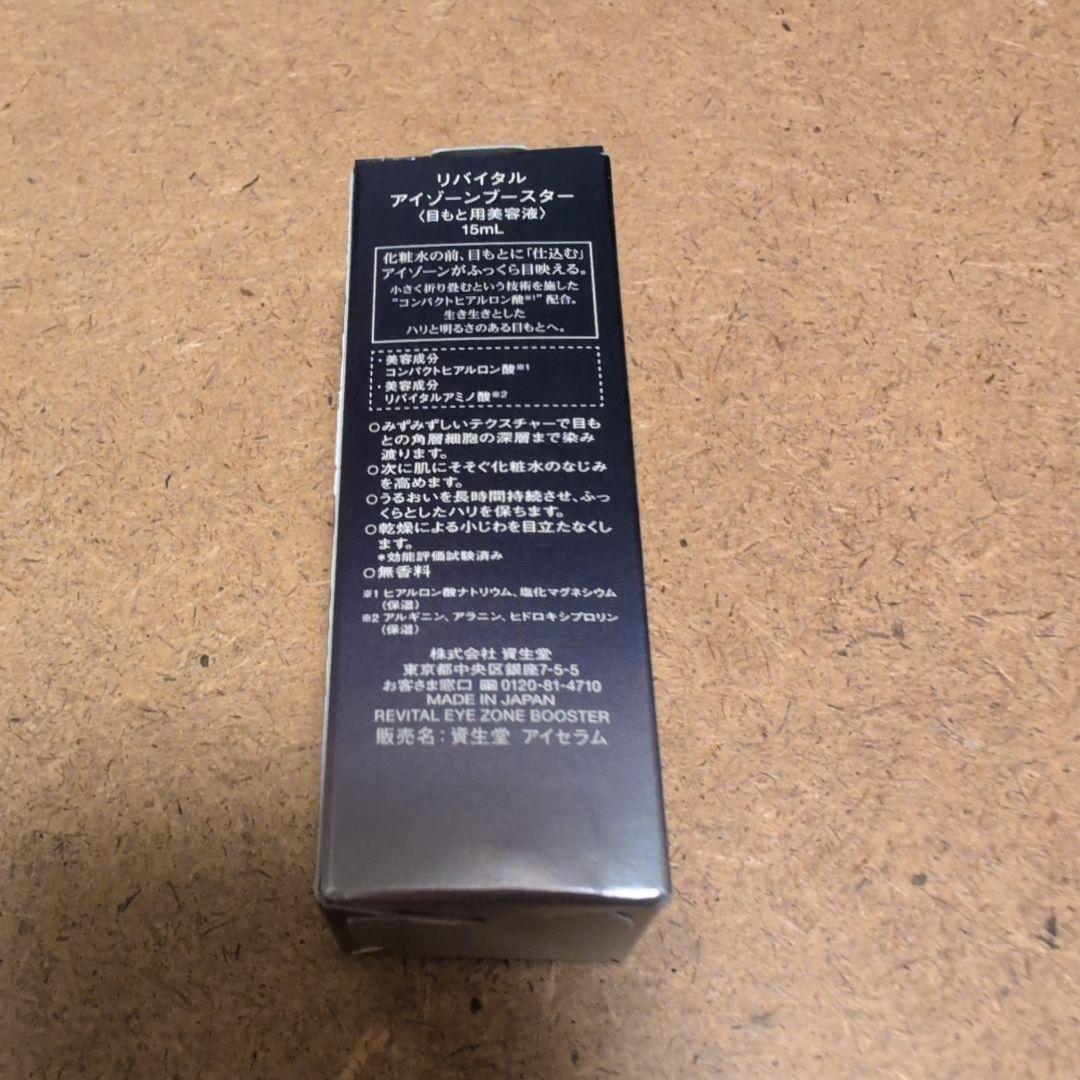 リバイタル
アイゾーンブースター
〈目もと用美容液〉
15mL
化粧水の前、目もとに「仕込む」
アイゾーンがふっくら目映える。
小さく折り畳むという技術を施した
"コンパクトヒアルロン酸※1" 配合。
生き生きとした
ハリと明るさのある目もとへ。
・美容成分
コンパクトヒアルロン酸※1
・美容成分
リバイタルアミノ酸※2
○みずみずしいテクスチャーで目も
との角層細胞の深層まで染み
渡ります。
○次に肌にそそぐ化粧水のなじみ
を高めます。
○うるおいを長時間持続させ、ふっ
くらとしたハリを保ちます。
○乾燥による小じわを目立たなくし
ます。
*効能評価試験済み
○無香料
※1 ヒアルロン酸ナトリウム、塩化マグネシウム
(保湿)
※2 アルギニン、アラニン、ヒドロキシプロリン
(保湿)
株式会社 資生堂
東京都中央区銀座7-5-5
お客さま窓口 0120-81-4710
MADE IN JAPAN
REVITAL EYE ZONE BOOSTER
販売名：資生堂 アイセラム